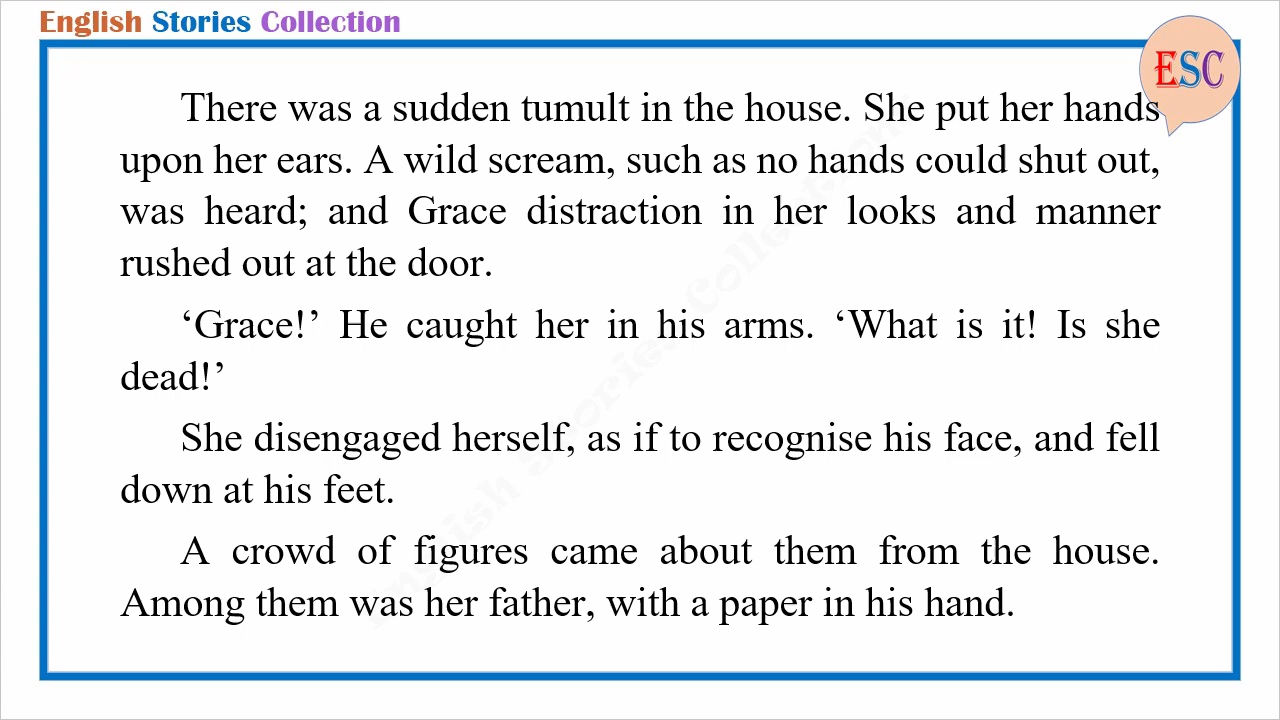 English Stories Collection
ESC
There was a sudden tumult in the house. She put her hands
upon her ears. A wild scream, such as no hands could shut out,
was heard; and Grace distraction in her looks and manner
rushed out at the door.
‘Grace!’ He caught her in his arms. ‘What is it! Is she
dead!’
She disengaged herself, as if to recognise his face, and fell
down at his feet.
A crowd of figures came about them from the house.
Among them was her father, with a paper in his hand.
English Stories Collection